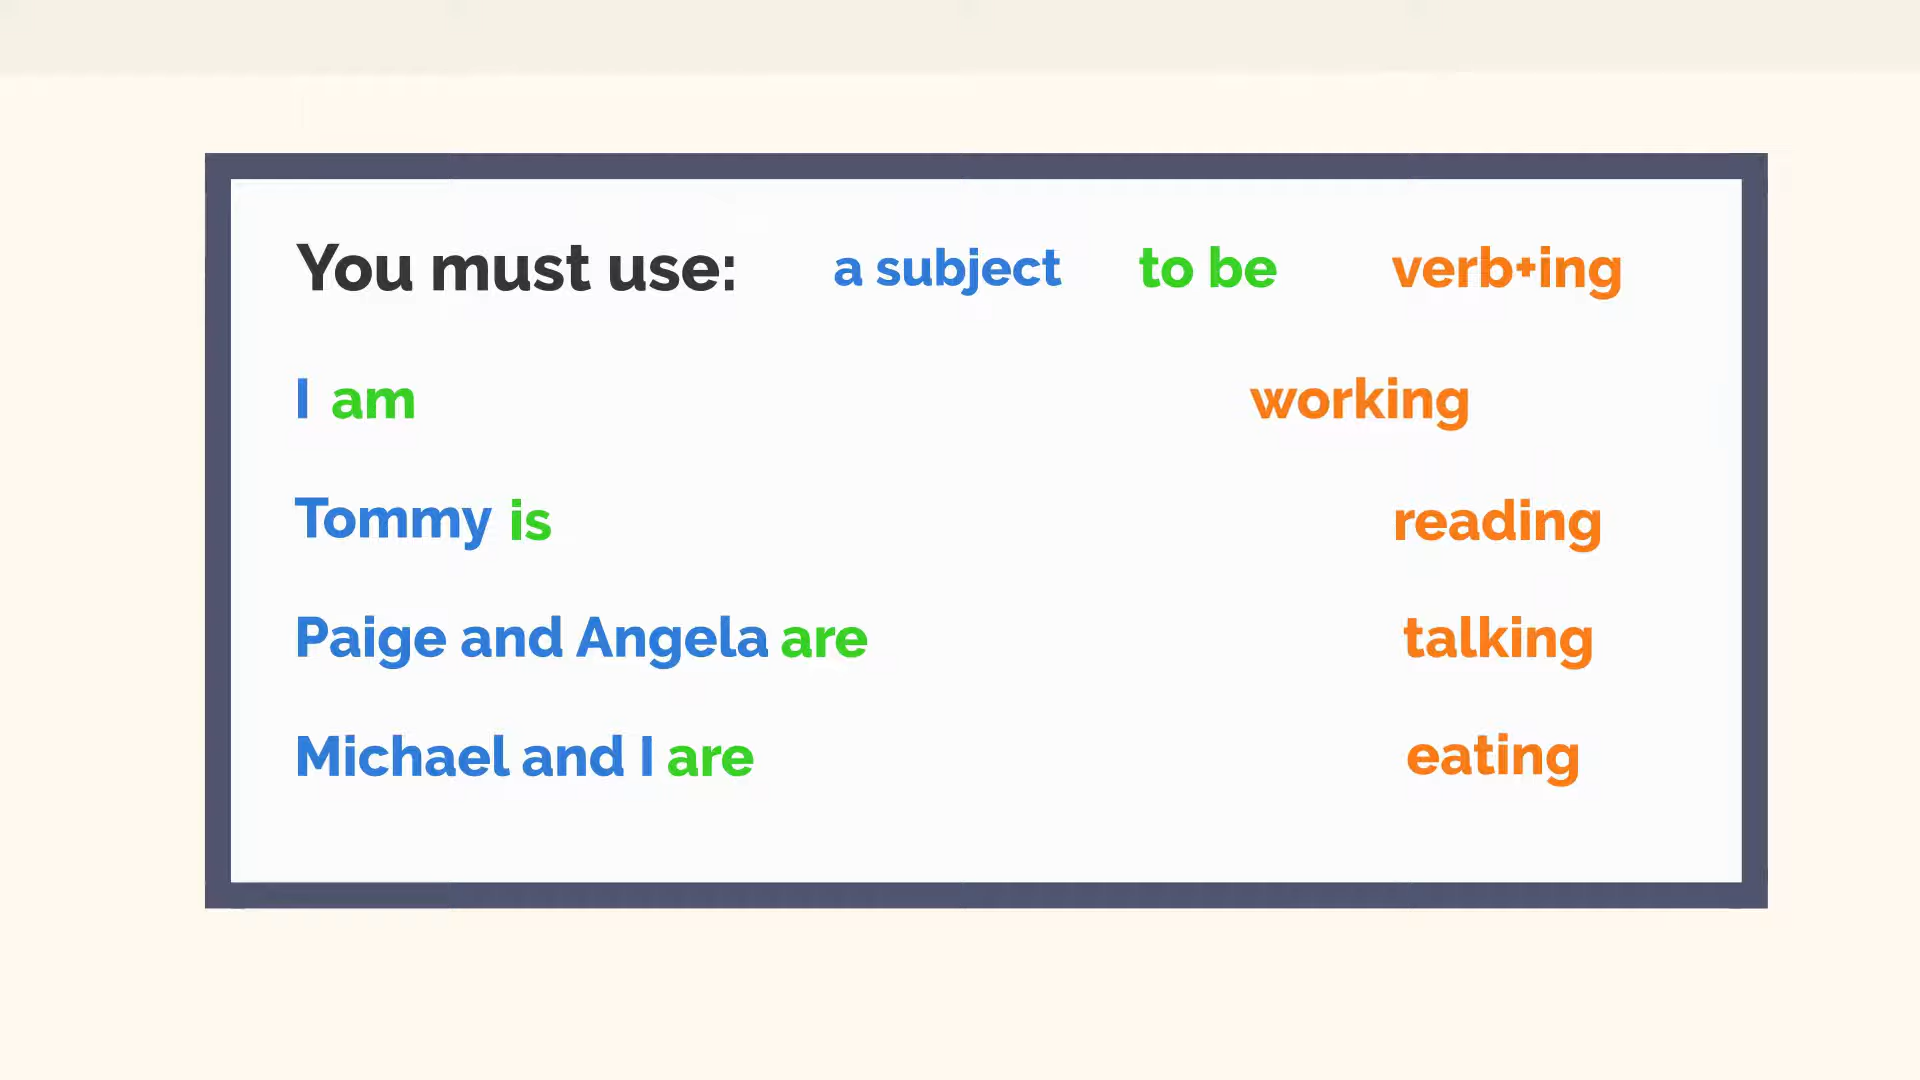 You must use: a subject to be verb+ing
I am working
Tommy is reading
Paige and Angela are talking
Michael and I are eating